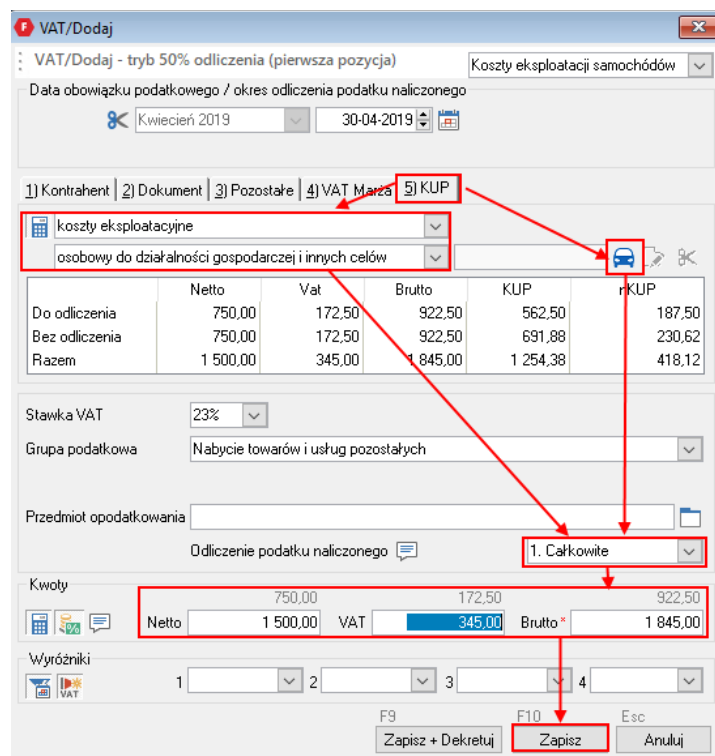 VAT/Dodaj
VAT/Dodaj - tryb 50% odliczenia (pierwsza pozycja)
Koszty eksploatacji samochódów
Data obowiązku podatkowego / okres odliczenia podatku naliczonego
Kwiecień 2019 30-04-2019
1) Kontrahent 2) Dokument 3) Pozostałe 4) VAT Marża 5) KUP
koszty eksploatacyjne
osobowy do działalności gospodarczej i innych celów
Netto Vat Brutto KUP nKUP
Do odliczenia 750,00 172,50 922,50 562,50 187,50
Bez odliczenia 750,00 172,50 922,50 691,88 230,62
Razem 1 500,00 345,00 1 845,00 1 254,38 418,12
Stawka VAT 23%
Grupa podatkowa Nabycie towarów i usług pozostałych
Przedmiot opodatkowania
Odliczenie podatku naliczonego 1. Całkowite
Kwoty
750,00 172,50 922,50
Netto 1 500,00 VAT 345,00 Brutto * 1 845,00
Wyróżniki
VAT 1 2 3 4
F9 F10 Esc
Zapisz + Dekretuj Zapisz Anuluj